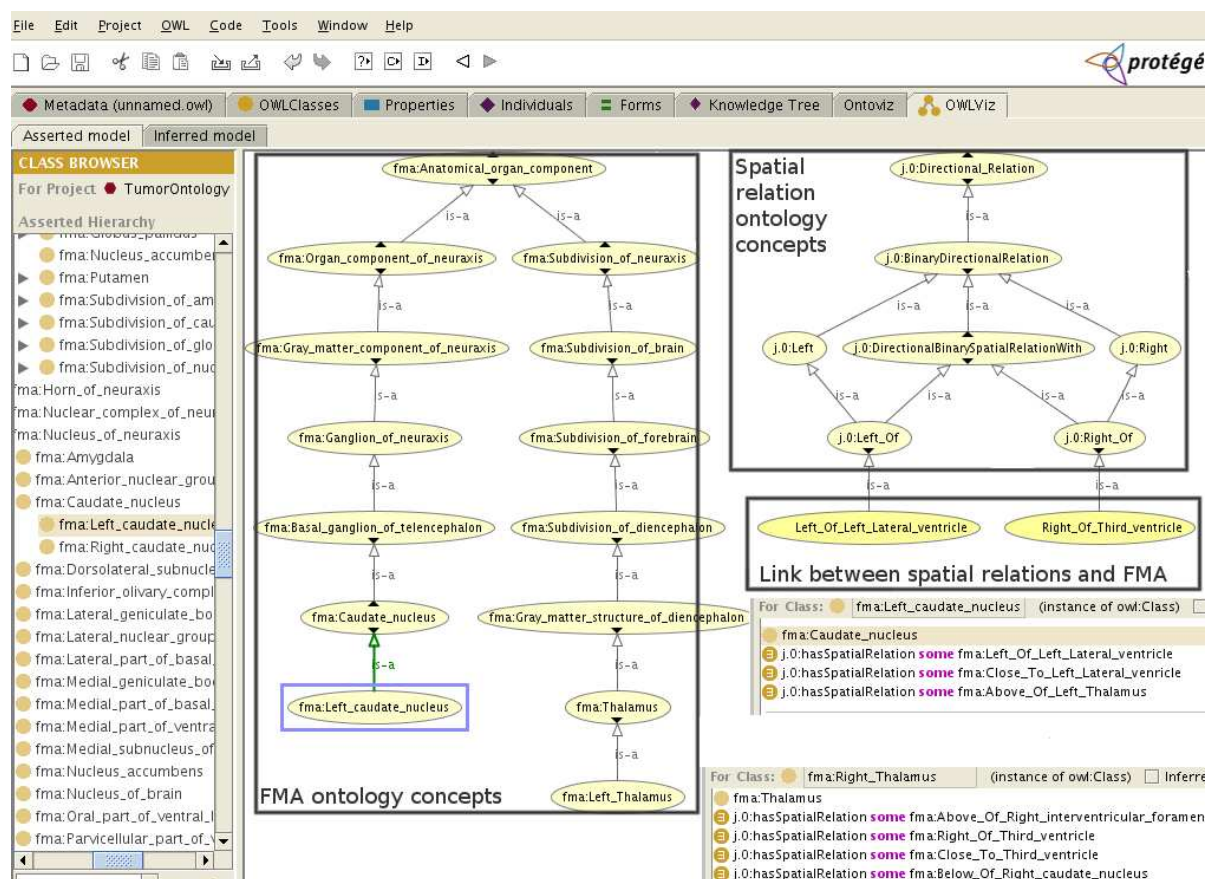 File Edit Project OWL Code Tools Window Help
protégé
Metadata (unnamed.owl) OWLClasses Properties Individuals Forms Knowledge Tree Ontoviz OWLViz
Asserted model Inferred model
CLASS BROWSER
For Project TumorOntology
Asserted Hierarchy
fma:Globus_pallidus
fma:Nucleus_accumber
fma:Putamen
fma:Subdivision_of_am
fma:Subdivision_of_cau
fma:Subdivision_of_glo
fma:Subdivision_of_nuc
fma:Horn_of_neuraxis
fma:Nuclear_complex_of_neur
fma:Nucleus_of_neuraxis
fma:Amygdala
fma:Anterior_nuclear_grou
fma:Caudate_nucleus
fma:Left_caudate_nucle
fma:Right_caudate_nuc
fma:Dorsolateral_subnucle
fma:Inferior_olivary_compl
fma:Lateral_geniculate_bo
fma:Lateral_nuclear_group
fma:Lateral_part_of_basal_
fma:Medial_geniculate_bo
fma:Medial_part_of_basal_
fma:Medial_part_of_ventra
fma:Medial_subnucleus_of
fma:Nucleus_accumbens
fma:Nucleus_of_brain
fma:Oral_part_of_ventral_l
fma:Parvicellular_part_of_v
fma:Anatomical_organ_component
is-a is-a
fma:Organ_component_of_neuraxis fma:Subdivision_of_neuraxis
is-a is-a
fma:Gray_matter_component_of_neuraxis fma:Subdivision_of_brain
is-a is-a
fma:Ganglion_of_neuraxis fma:Subdivision_of_forebrain
is-a is-a
fma:Basal_ganglion_of_telencephalon fma:Subdivision_of_diencephalon
is-a is-a
fma:Caudate_nucleus fma:Gray_matter_structure_of_diencephalon
is-a is-a
fma:Left_caudate_nucleus fma:Thalamus
is-a
FMA ontology concepts fma:Left_Thalamus
Spatial
relation
ontology
concepts
j.0:Directional_Relation
is-a
j.0:BinaryDirectionalRelation
is-a is-a is-a
j.0:Left j.0:DirectionalBinarySpatialRelationWith j.0:Right
is-a is-a is-a is-a
j.0:Left_Of j.0:Right_Of
is-a is-a
Left_Of_Left_Lateral_ventricle Right_Of_Third_ventricle
Link between spatial relations and FMA
For Class: fma:Left_caudate_nucleus (instance of owl:Class)
fma:Caudate_nucleus
j.0:hasSpatialRelation some fma:Left_Of_Left_Lateral_ventricle
j.0:hasSpatialRelation some fma:Close_To_Left_Lateral_venricle
j.0:hasSpatialRelation some fma:Above_Of_Left_Thalamus
For Class: fma:Right_Thalamus (instance of owl:Class) Inferre
fma:Thalamus
j.0:hasSpatialRelation some fma:Above_Of_Right_interventricular_foramen
j.0:hasSpatialRelation some fma:Right_Of_Third_ventricle
j.0:hasSpatialRelation some fma:Close_To_Third_ventricle
j.0:hasSpatialRelation some fma:Below_Of_Right_caudate_nucleus